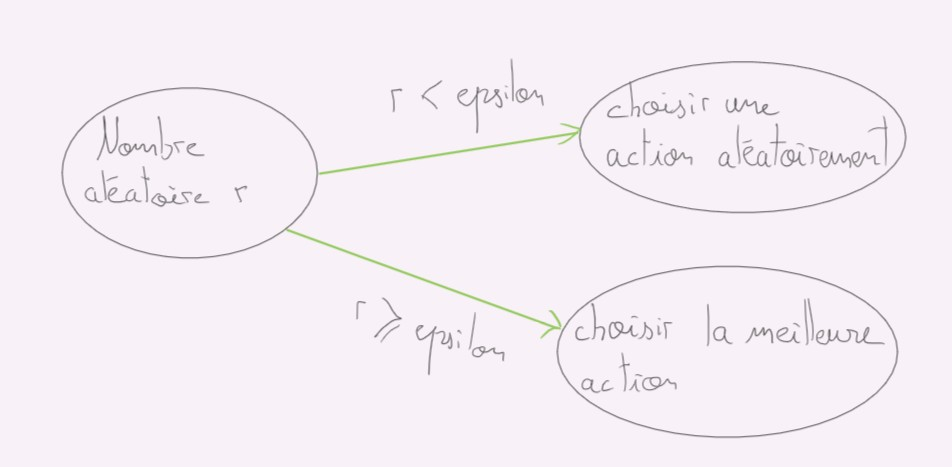 Nombre
aléatoire r
r < epsilon
choisir une
action aléatoirement
r ⩾ epsilon
choisir la meilleure
action